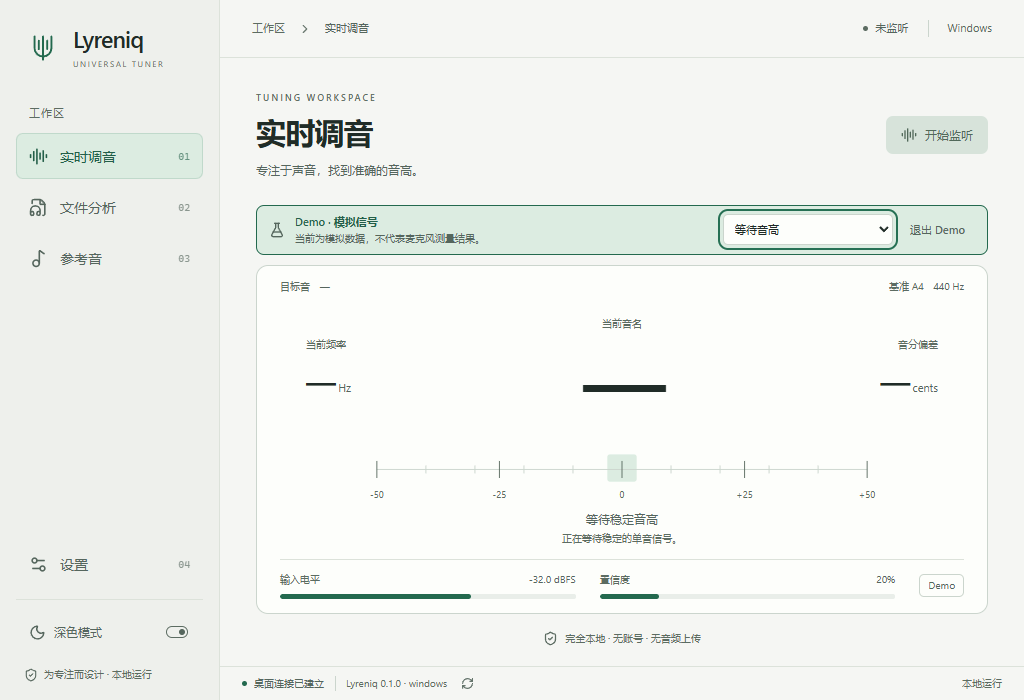 Lyreniq
UNIVERSAL TUNER
工作区
实时调音 01
文件分析 02
参考音 03
设置 04
深色模式
为专注而设计 · 本地运行
工作区 > 实时调音
未监听
Windows
TUNING WORKSPACE
实时调音
专注于声音，找到准确的音高。
开始监听
Demo · 模拟信号
当前为模拟数据，不代表麦克风测量结果。
等待音高
退出 Demo
目标音 —
基准 A4 440 Hz
当前音名
当前频率
音分偏差
— Hz
—
— cents
-50 -25 0 +25 +50
等待稳定音高
正在等待稳定的单音信号。
输入电平 -32.0 dBFS
置信度 20%
Demo
完全本地 · 无账号 · 无音频上传
桌面连接已建立
Lyreniq 0.1.0 · windows
本地运行